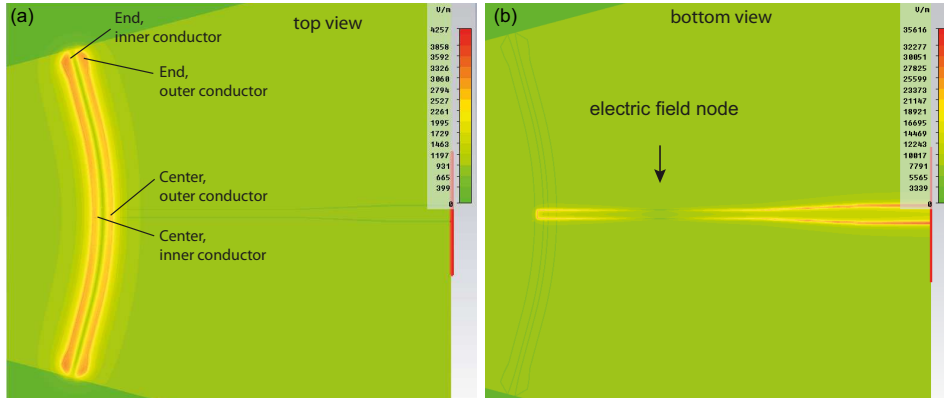 (a)
End,
inner conductor
top view
End,
outer conductor
Center,
outer conductor
Center,
inner conductor
V/m
4257
3858
3592
3326
3060
2794
2527
2261
1995
1729
1463
1197
931
665
399
0
(b)
bottom view
electric field node
V/m
35616
32277
30051
27825
25599
23373
21147
18921
16695
14469
12243
10017
7791
5565
3339
0